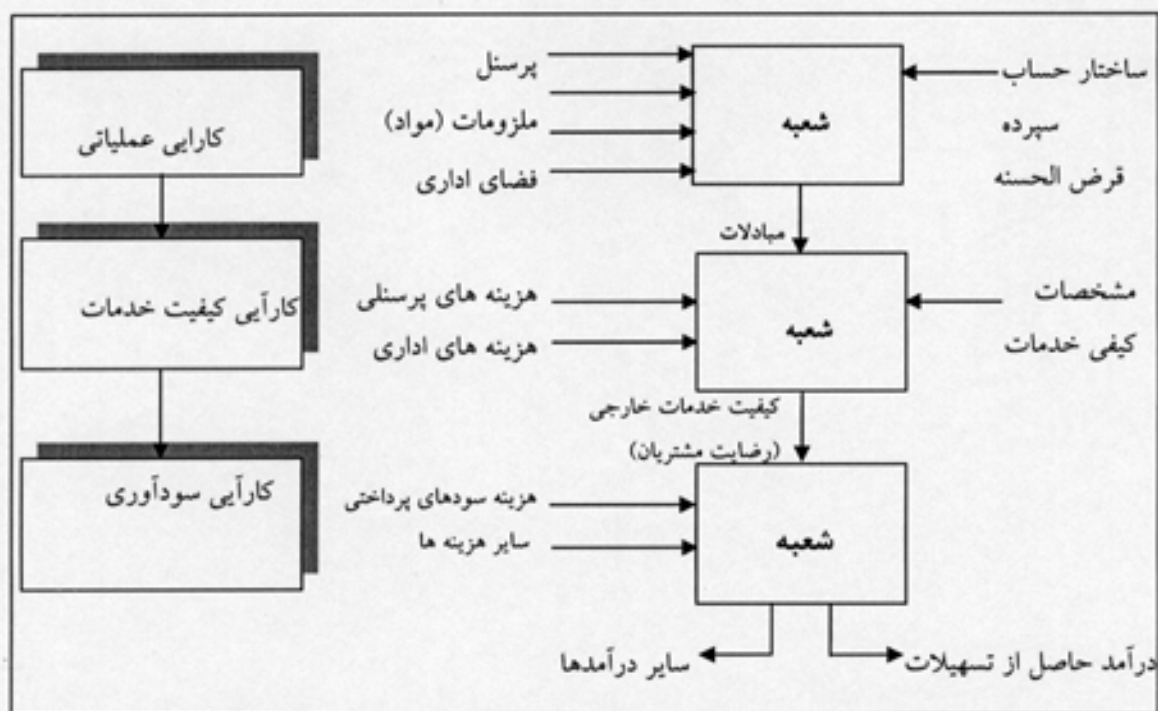 ساختار حساب
سپرده
قرض الحسنه
شعبه
پرسنل
ملزومات (مواد)
فضای اداری
کارایی عملیاتی
مبادلات
مشخصات
کیفی خدمات
شعبه
هزینه های پرسنلی
هزینه های اداری
کارآیی کیفیت خدمات
کیفیت خدمات خارجی
(رضایت مشتریان)
شعبه
هزینه سودهای پرداختی
سایر هزینه ها
کارآیی سودآوری
درآمد حاصل از تسهیلات
سایر درآمدها